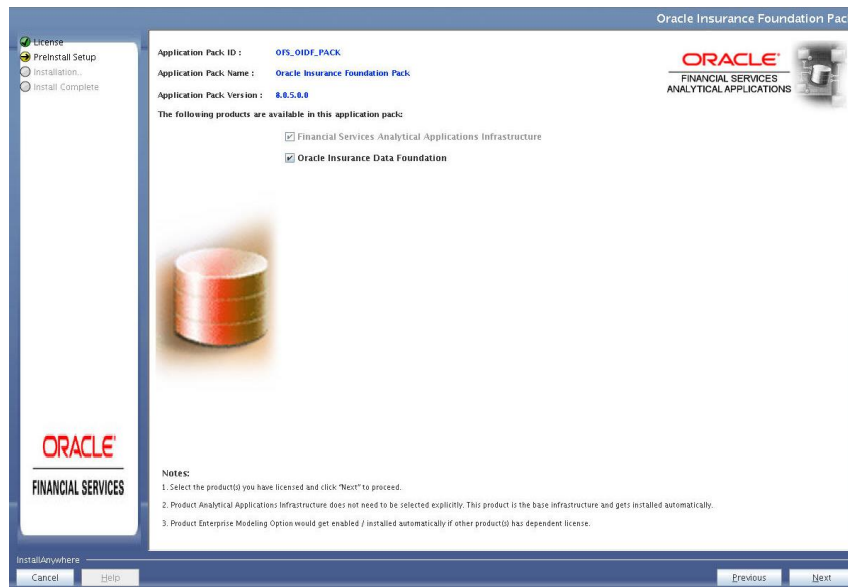 Oracle Insurance Foundation Pac
License
PreInstall Setup
Installation..
Install Complete
Application Pack ID : OFS_OIDF_PACK
Application Pack Name : Oracle Insurance Foundation Pack
Application Pack Version : 8.0.5.0.0
The following products are available in this application pack:
Financial Services Analytical Applications Infrastructure
Oracle Insurance Data Foundation
ORACLE
FINANCIAL SERVICES
ANALYTICAL APPLICATIONS
ORACLE
FINANCIAL SERVICES
Notes:
1. Select the product(s) you have licensed and click "Next" to proceed.
2. Product Analytical Applications Infrastructure does not need to be selected explicitly. This product is the base infrastructure and gets installed automatically.
3. Product Enterprise Modeling Option would get enabled / installed automatically if other product(s) has dependent license.
InstallAnywhere
Cancel Help Previous Next